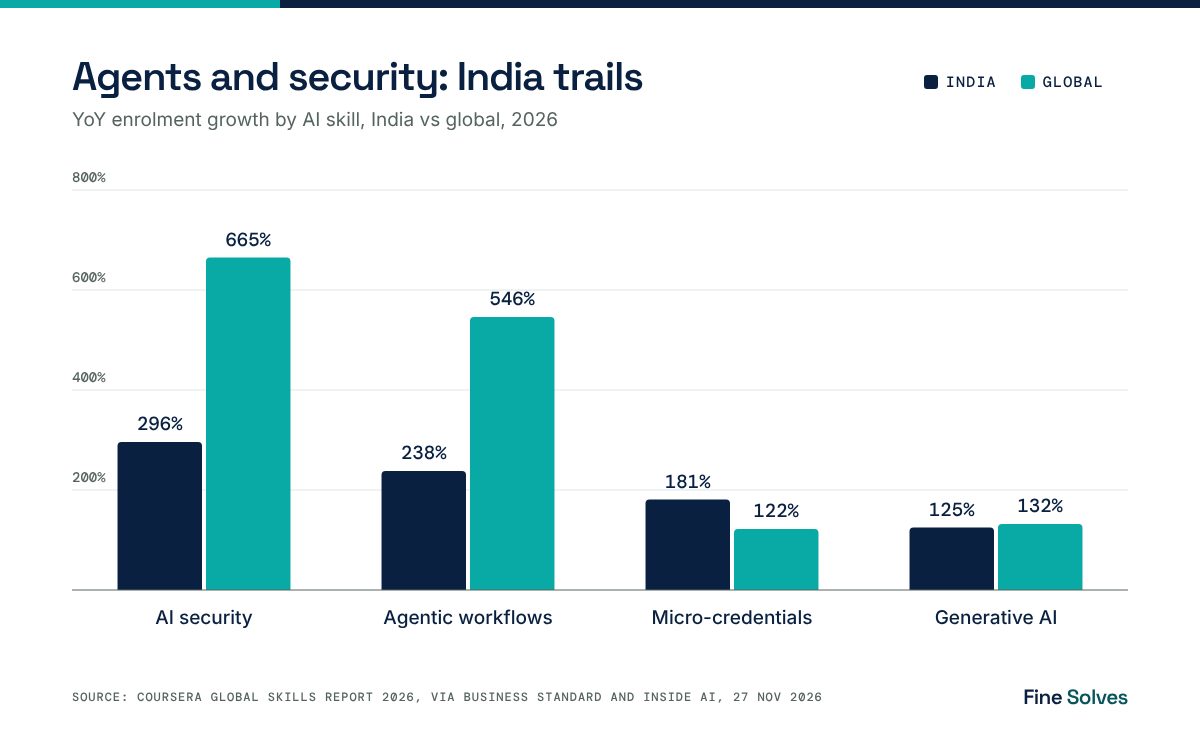 Agents and security: India trails
INDIA GLOBAL
YoY enrolment growth by AI skill, India vs global, 2026
800%
665%
600%
546%
400%
296%
238%
200%
181%
122%
125%
132%
AI security
Agentic workflows
Micro-credentials
Generative AI
SOURCE: COURSERA GLOBAL SKILLS REPORT 2026, VIA BUSINESS STANDARD AND INSIDE AI, 27 NOV 2026
Fine Solves